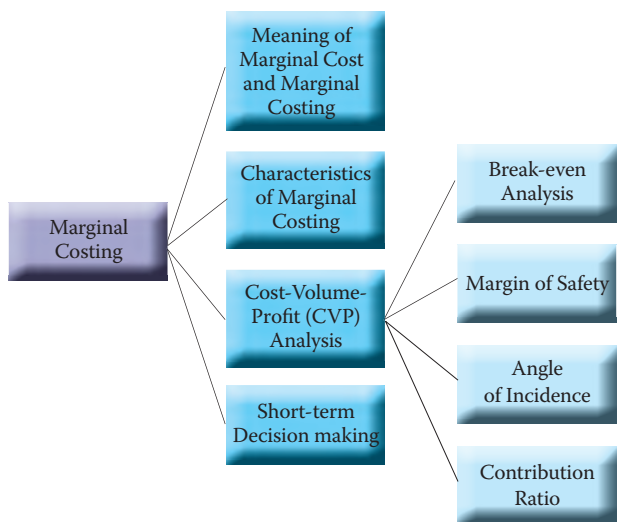 Marginal
Costing
Meaning of
Marginal Cost
and Marginal
Costing
Characteristics
of Marginal
Costing
Cost-Volume-
Profit (CVP)
Analysis
Short-term
Decision making
Break-even
Analysis
Margin of Safety
Angle
of Incidence
Contribution
Ratio